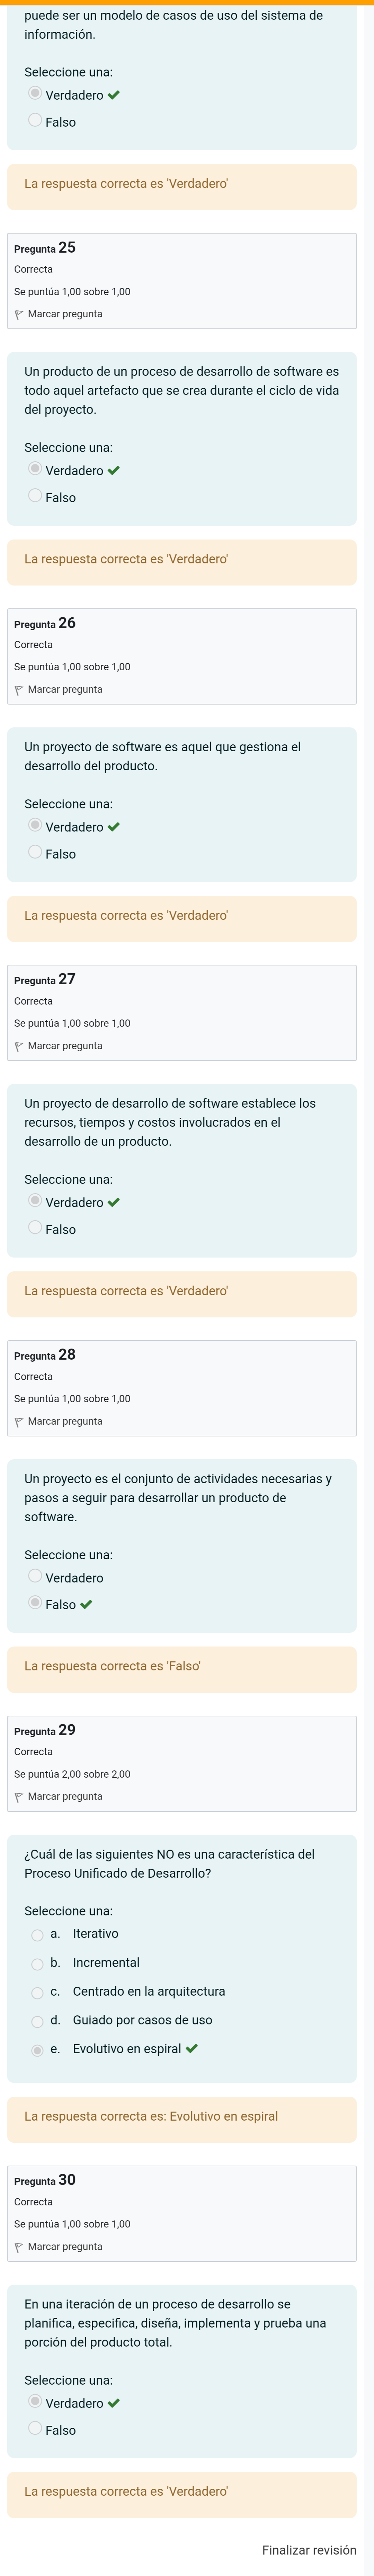 puede ser un modelo de casos de uso del sistema de
información.
Seleccione una:
Verdadero
Falso
La respuesta correcta es 'Verdadero'
Pregunta 25
Correcta
Se puntúa 1,00 sobre 1,00
Marcar pregunta
Un producto de un proceso de desarrollo de software es
todo aquel artefacto que se crea durante el ciclo de vida
del proyecto.
Seleccione una:
Verdadero
Falso
La respuesta correcta es 'Verdadero'
Pregunta 26
Correcta
Se puntúa 1,00 sobre 1,00
Marcar pregunta
Un proyecto de software es aquel que gestiona el
desarrollo del producto.
Seleccione una:
Verdadero
Falso
La respuesta correcta es 'Verdadero'
Pregunta 27
Correcta
Se puntúa 1,00 sobre 1,00
Marcar pregunta
Un proyecto de desarrollo de software establece los
recursos, tiempos y costos involucrados en el
desarrollo de un producto.
Seleccione una:
Verdadero
Falso
La respuesta correcta es 'Verdadero'
Pregunta 28
Correcta
Se puntúa 1,00 sobre 1,00
Marcar pregunta
Un proyecto es el conjunto de actividades necesarias y
pasos a seguir para desarrollar un producto de
software.
Seleccione una:
Verdadero
Falso
La respuesta correcta es 'Falso'
Pregunta 29
Correcta
Se puntúa 2,00 sobre 2,00
Marcar pregunta
¿Cuál de las siguientes NO es una característica del
Proceso Unificado de Desarrollo?
Seleccione una:
a. Iterativo
b. Incremental
c. Centrado en la arquitectura
d. Guiado por casos de uso
e. Evolutivo en espiral
La respuesta correcta es: Evolutivo en espiral
Pregunta 30
Correcta
Se puntúa 1,00 sobre 1,00
Marcar pregunta
En una iteración de un proceso de desarrollo se
planifica, especifica, diseña, implementa y prueba una
porción del producto total.
Seleccione una:
Verdadero
Falso
La respuesta correcta es 'Verdadero'
Finalizar revisión